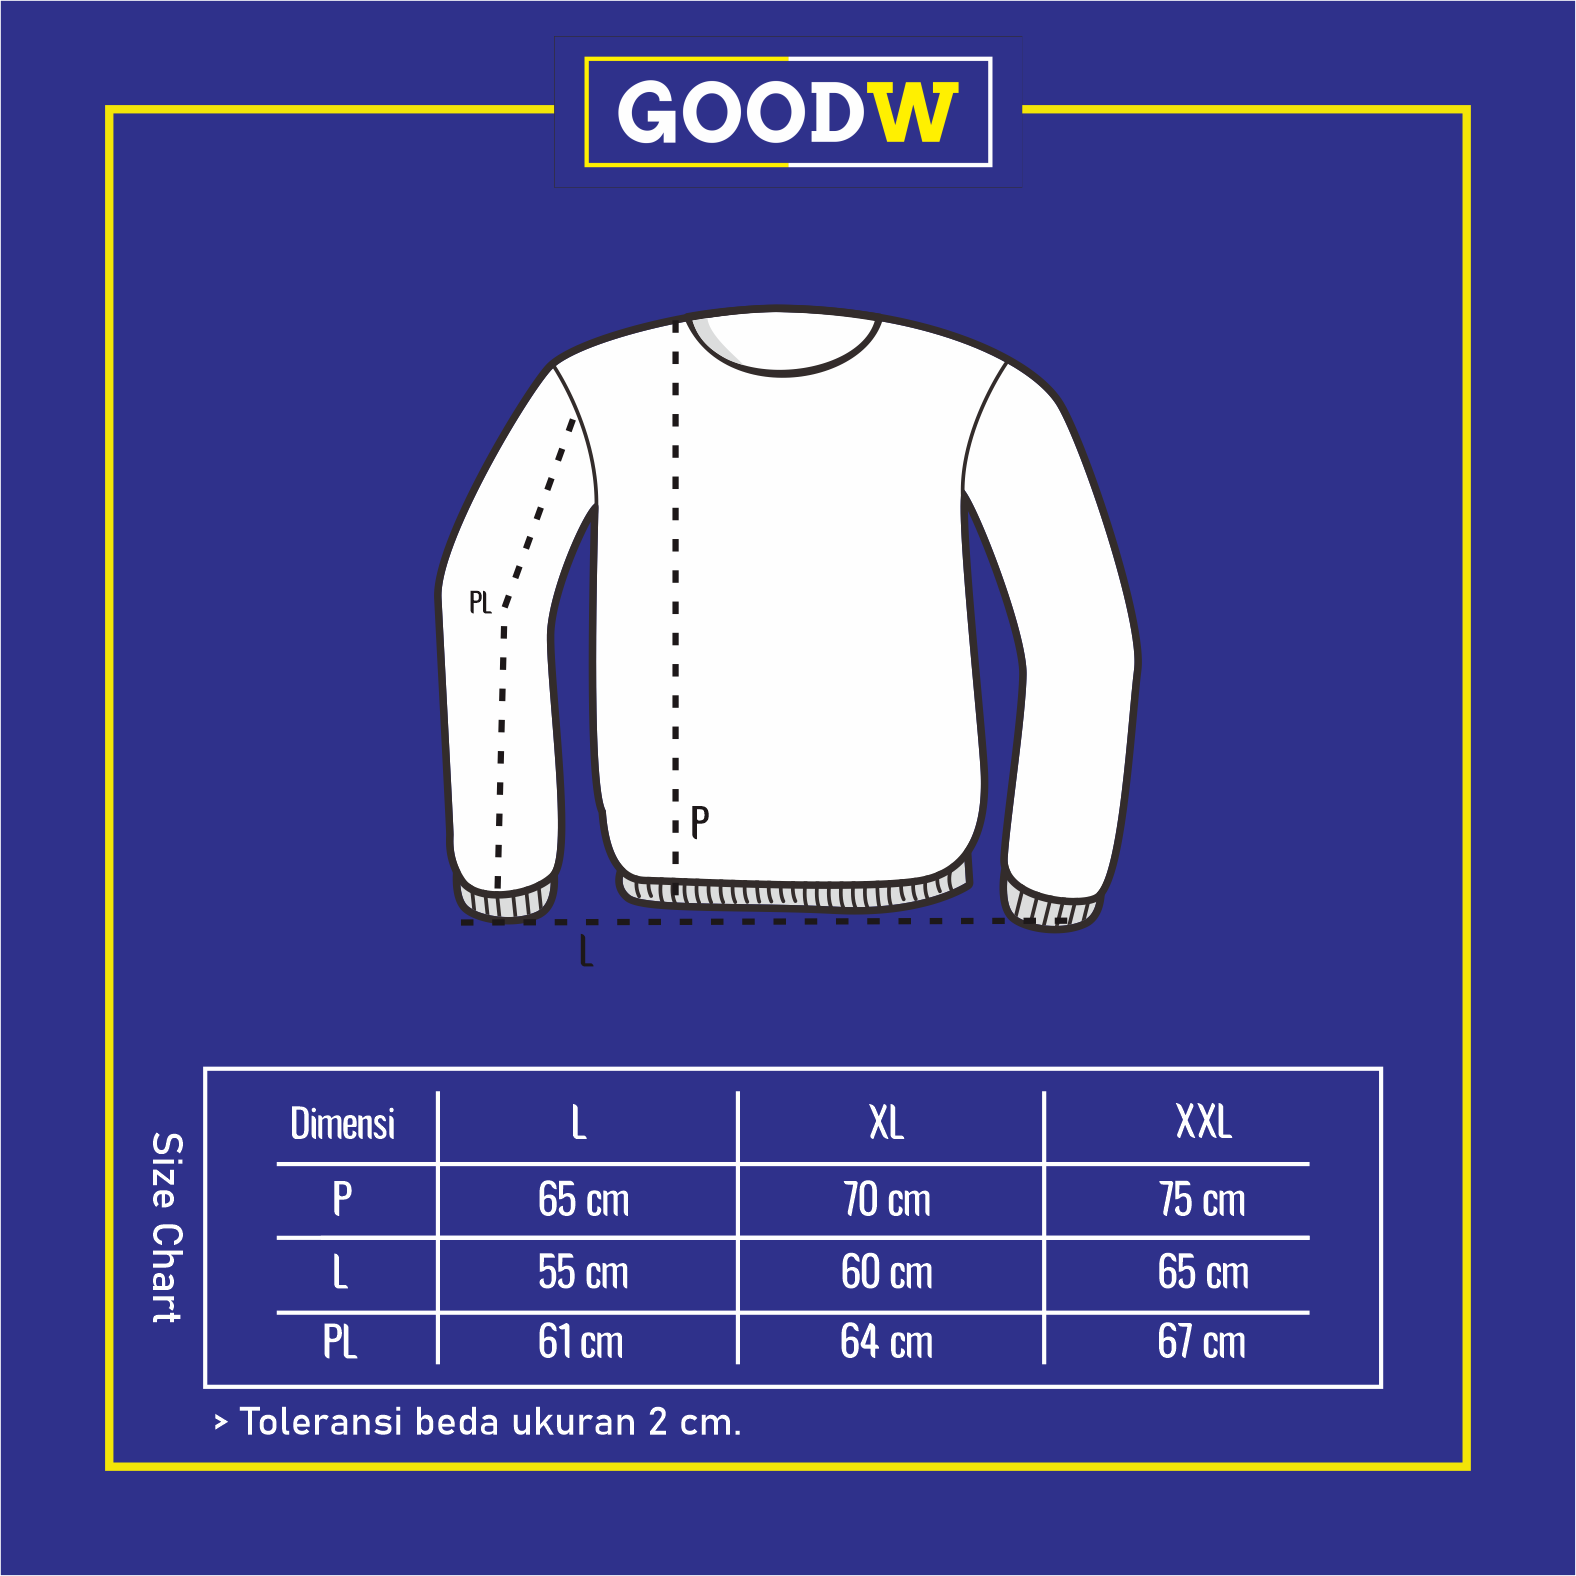 GOODW
PL
P
L
Size Chart
Dimensi L XL XXL
P 65 cm 70 cm 75 cm
L 55 cm 60 cm 65 cm
PL 61 cm 64 cm 67 cm
> Toleransi beda ukuran 2 cm.